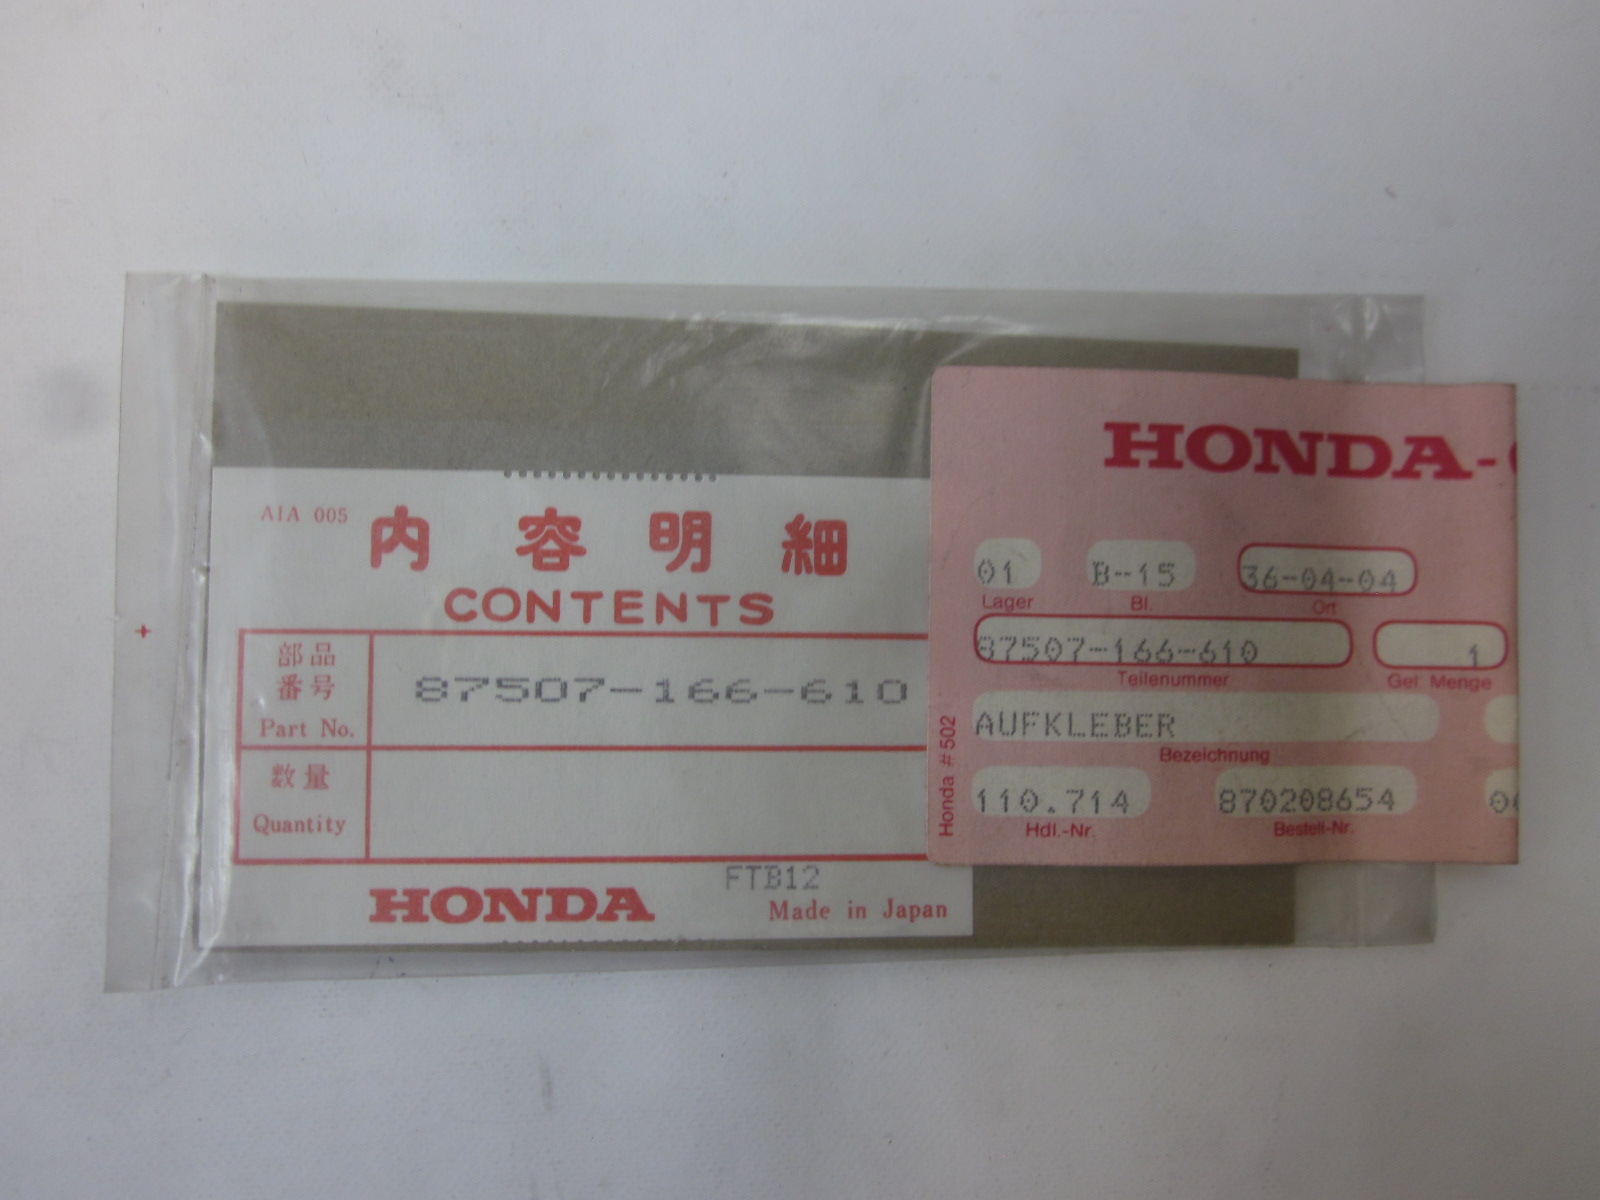 AIA 005
内容明細
CONTENTS
部品
番号
Part No.
87507-166-610
数量
Quantity
FTB12
HONDA
Made in Japan
HONDA-
01
B-15
36-04-04
Lager
Bl.
Ort
87507-166-610
1
Teilenummer
Gel. Menge
AUFKLEBER
Bezeichnung
110.714
870208654
Hdl.-Nr.
Bestell-Nr.
Honda #502